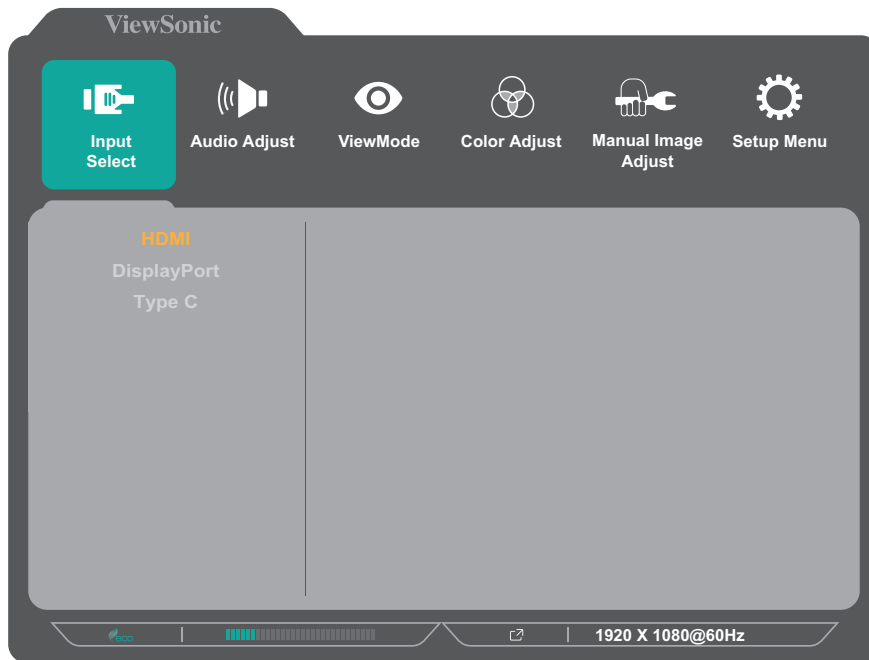 ViewSonic
Input
Select
Audio Adjust
ViewMode
Color Adjust
Manual Image
Adjust
Setup Menu
HDMI
DisplayPort
Type C
eco
1920 X 1080@60Hz